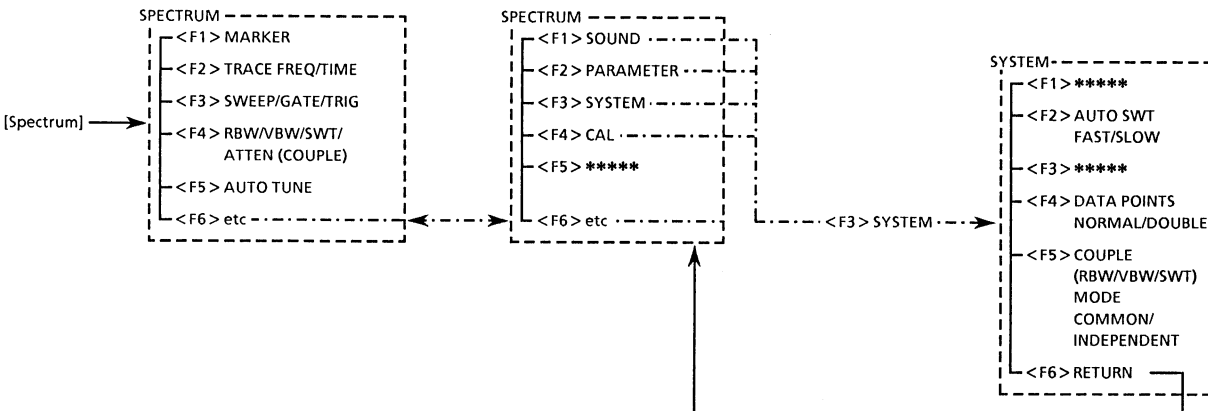 [Spectrum]
SPECTRUM
<F1> MARKER
<F2> TRACE FREQ/TIME
<F3> SWEEP/GATE/TRIG
<F4> RBW/VBW/SWT/
ATTEN (COUPLE)
<F5> AUTO TUNE
<F6> etc
SPECTRUM
<F1> SOUND
<F2> PARAMETER
<F3> SYSTEM
<F4> CAL
<F5> *****
<F6> etc
<F3> SYSTEM
SYSTEM
<F1> *****
<F2> AUTO SWT
FAST/SLOW
<F3> *****
<F4> DATA POINTS
NORMAL/DOUBLE
<F5> COUPLE
(RBW/VBW/SWT)
MODE
COMMON/
INDEPENDENT
<F6> RETURN